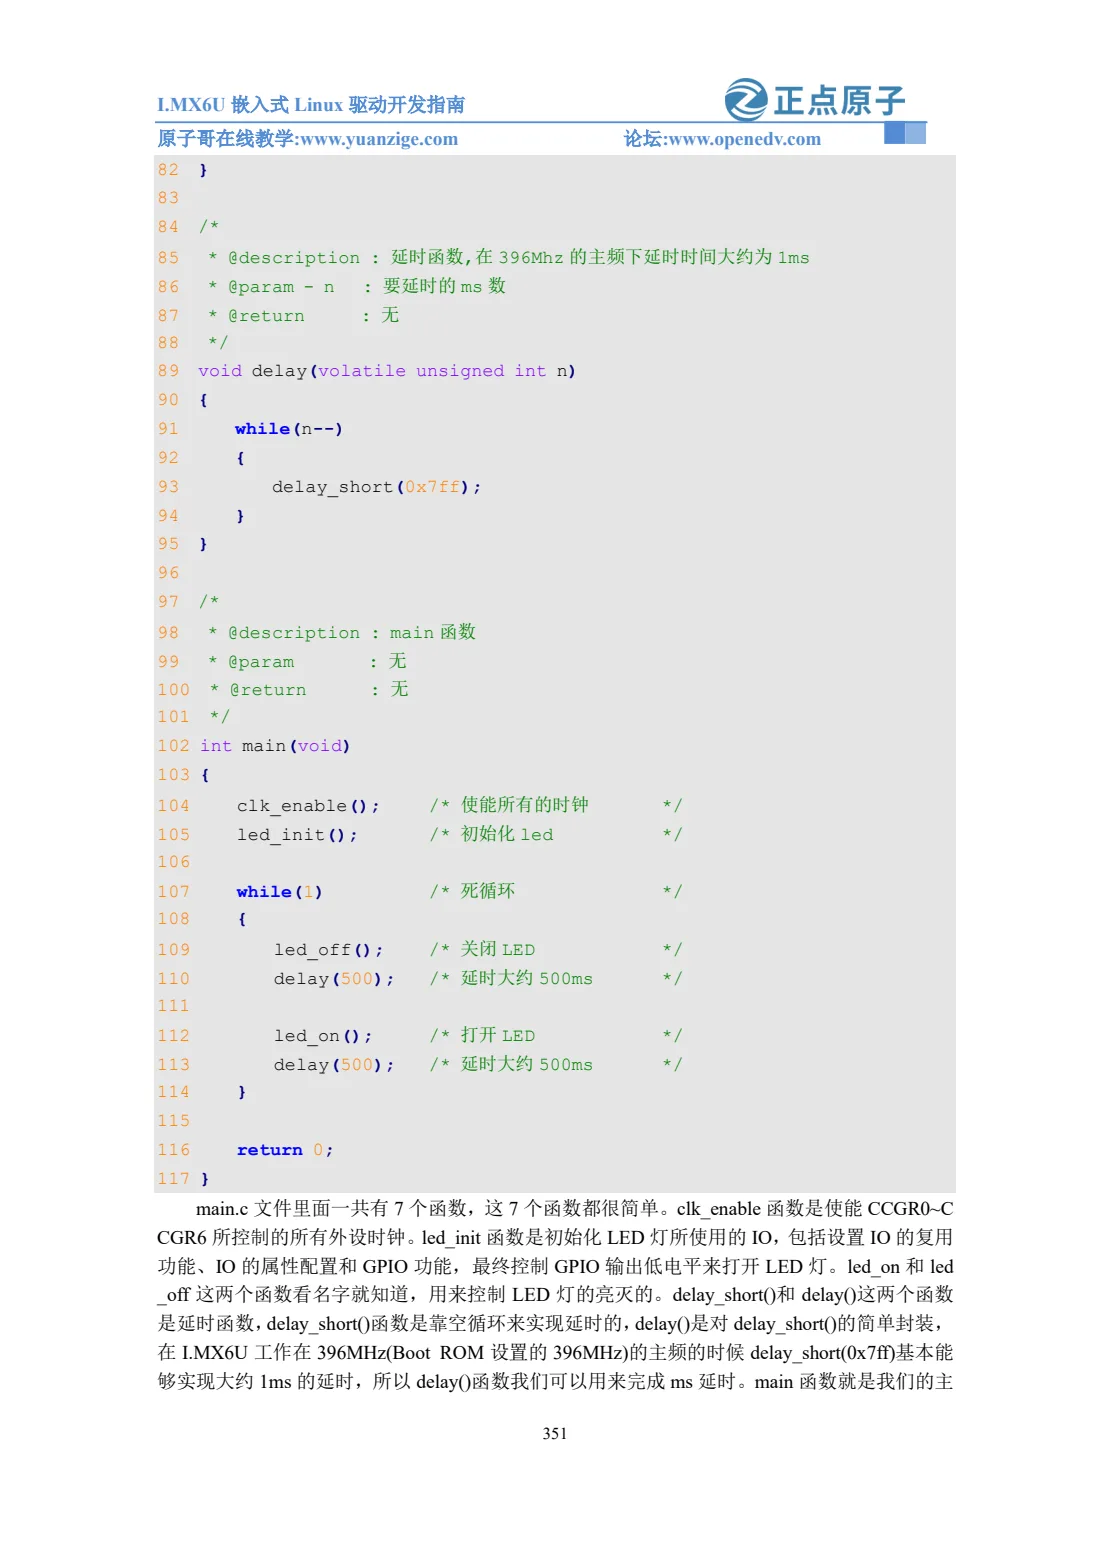 I.MX6U 嵌入式 Linux 驱动开发指南
正点原子
原子哥在线教学:www.yuanzige.com 论坛:www.openedv.com
82 }
83
84 /*
85 * @description : 延时函数,在 396Mhz 的主频下延时时间大约为 1ms
86 * @param - n : 要延时的 ms 数
87 * @return : 无
88 */
89 void delay(volatile unsigned int n)
90 {
91 while(n--)
92 {
93 delay_short(0x7ff);
94 }
95 }
96
97 /*
98 * @description : main 函数
99 * @param : 无
100 * @return : 无
101 */
102 int main(void)
103 {
104 clk_enable(); /* 使能所有的时钟 */
105 led_init(); /* 初始化 led */
106
107 while(1) /* 死循环 */
108 {
109 led_off(); /* 关闭 LED */
110 delay(500); /* 延时大约 500ms */
111
112 led_on(); /* 打开 LED */
113 delay(500); /* 延时大约 500ms */
114 }
115
116 return 0;
117 }
main.c 文件里面一共有 7 个函数，这 7 个函数都很简单。clk_enable 函数是使能 CCGR0~C
CGR6 所控制的所有外设时钟。led_init 函数是初始化 LED 灯所使用的 IO，包括设置 IO 的复用
功能、IO 的属性配置和 GPIO 功能，最终控制 GPIO 输出低电平来打开 LED 灯。led_on 和 led
_off 这两个函数看名字就知道，用来控制 LED 灯的亮灭的。delay_short()和 delay()这两个函数
是延时函数，delay_short()函数是靠空循环来实现延时的，delay()是对 delay_short()的简单封装，
在 I.MX6U 工作在 396MHz(Boot ROM 设置的 396MHz)的主频的时候 delay_short(0x7ff)基本能
够实现大约 1ms 的延时，所以 delay()函数我们可以用来完成 ms 延时。main 函数就是我们的主
351